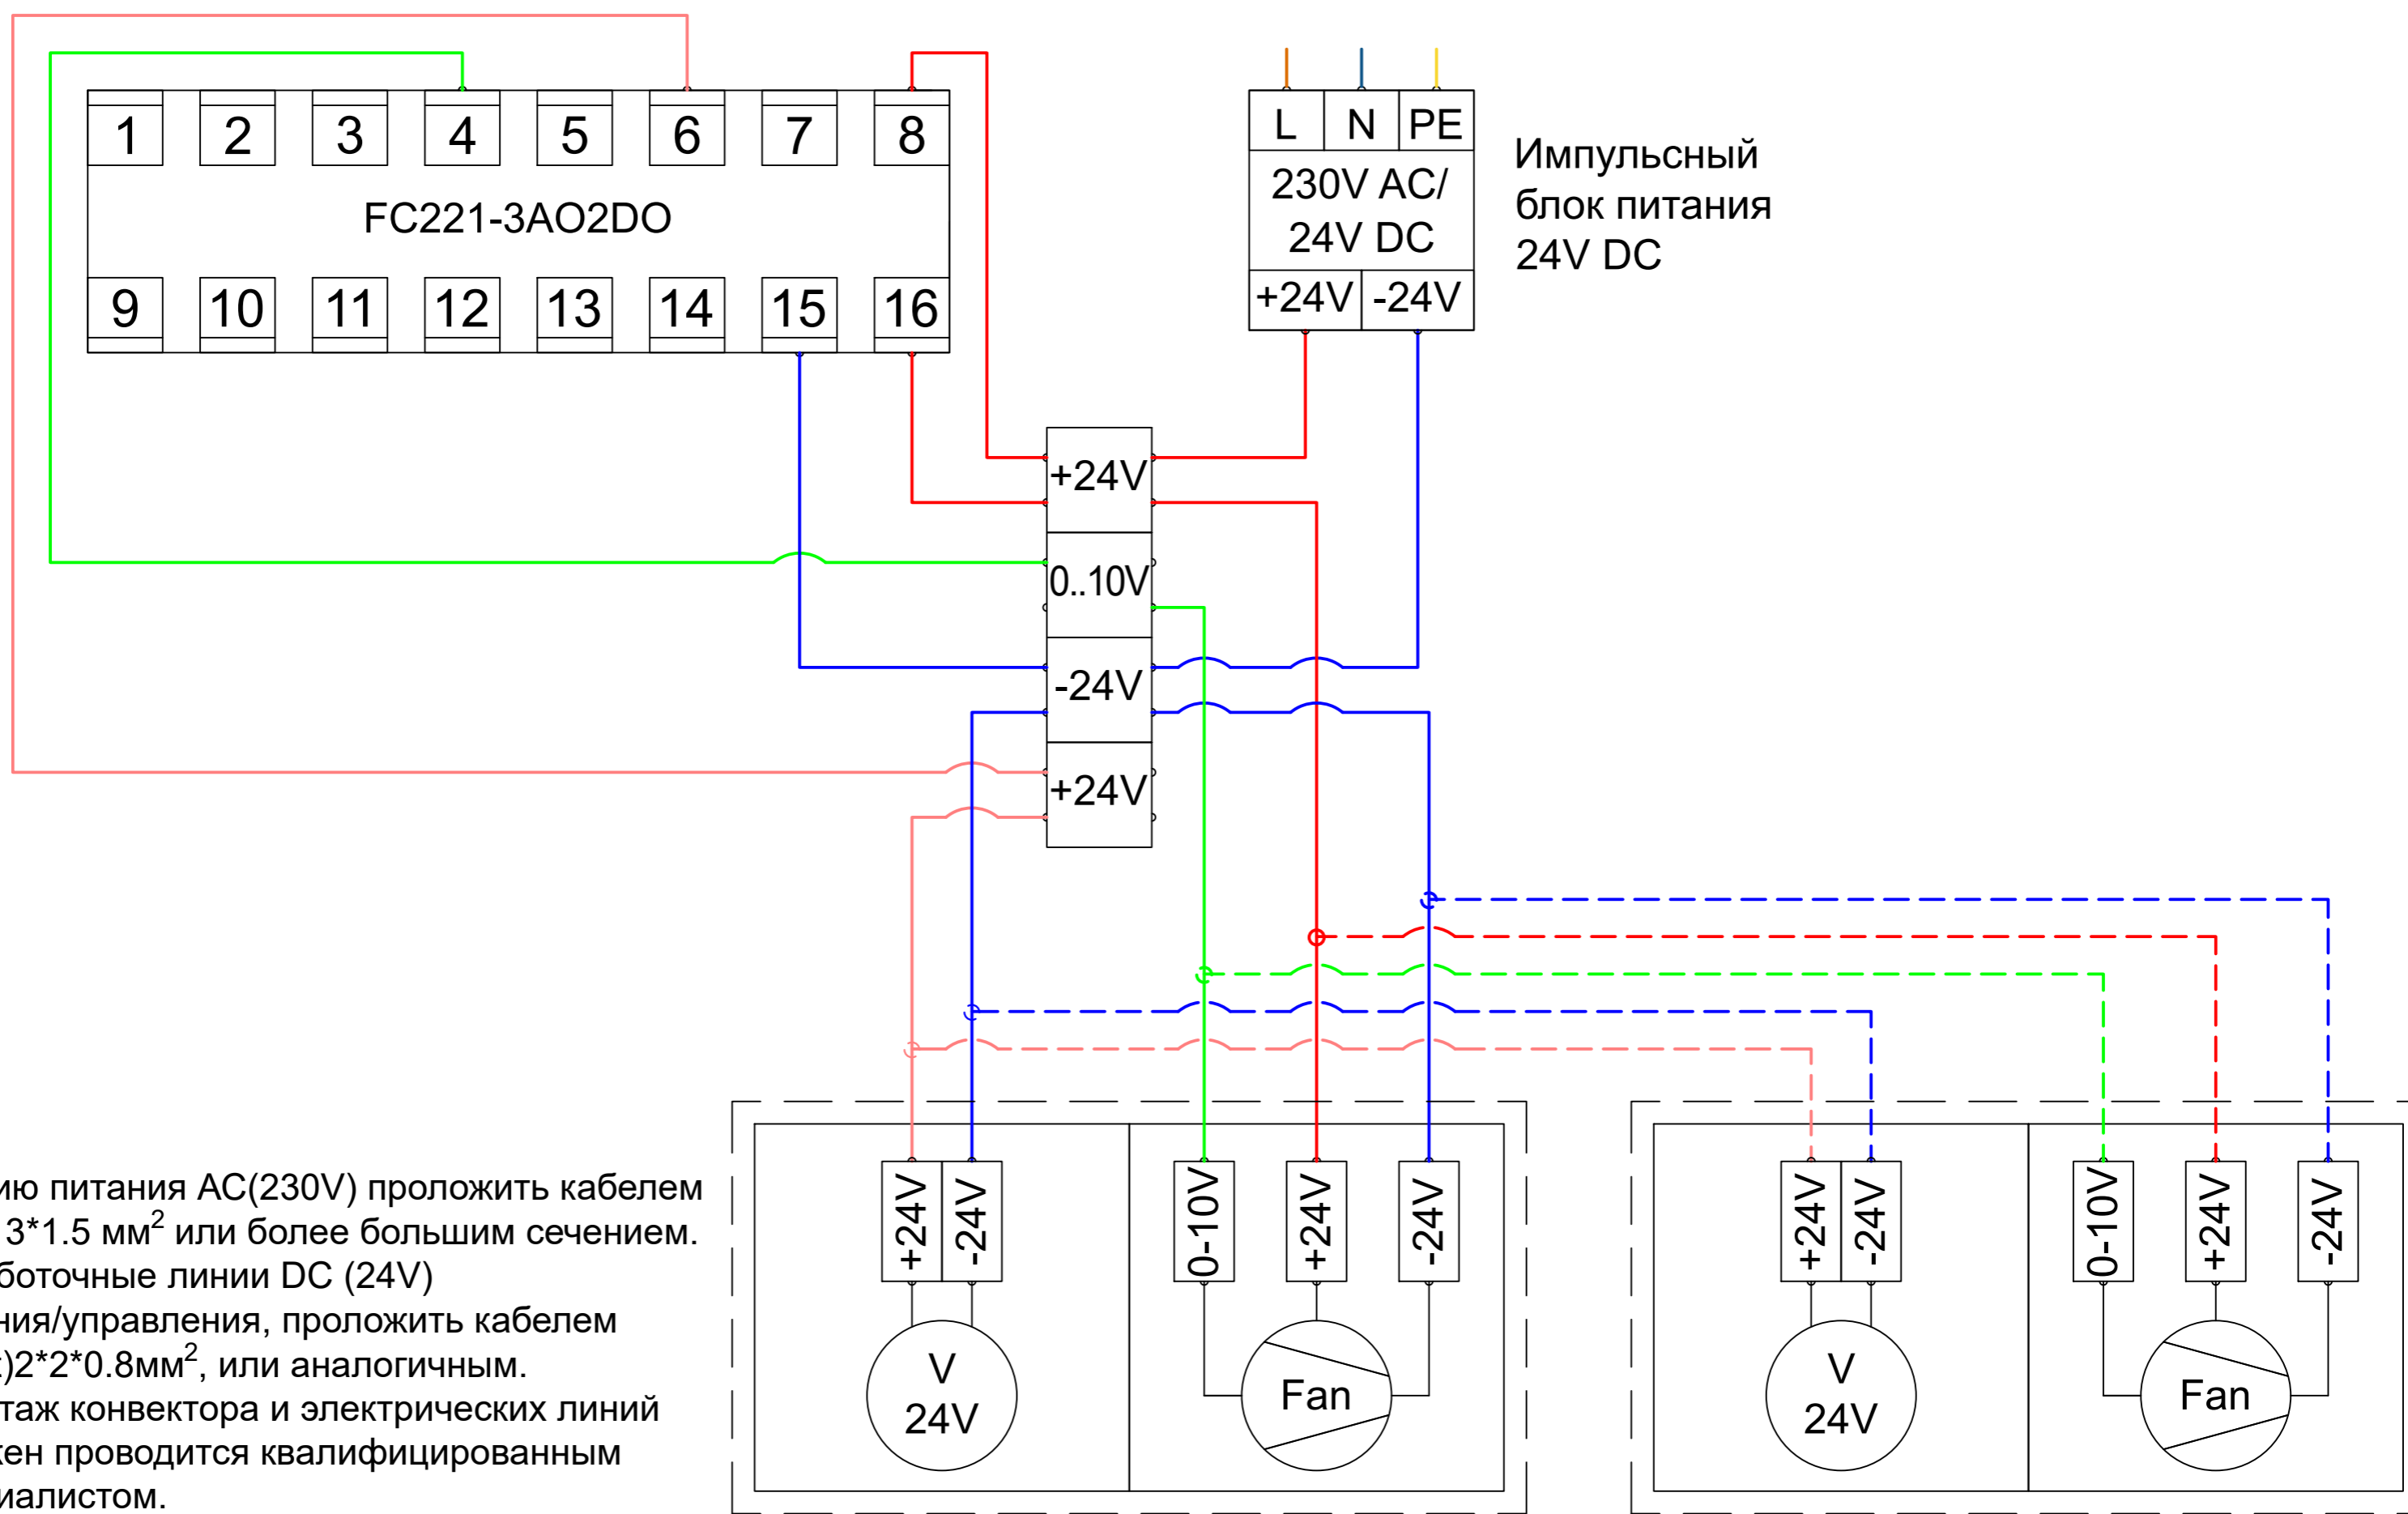 1 2 3 4 5 6 7 8
FC221-3AO2DO
9 10 11 12 13 14 15 16
L N PE
230V AC/
24V DC
+24V -24V
Импульсный
блок питания
24V DC
+24V
0..10V
-24V
+24V
ию питания AC(230V) проложить кабелем
3*1.5 мм² или более большим сечением.
боточные линии DC (24V)
ния/управления, проложить кабелем
)2*2*0.8мм², или аналогичным.
таж конвектора и электрических линий
ен проводится квалифицированным
иалистом.
+24V -24V 0-10V +24V -24V
V
24V
Fan
+24V -24V 0-10V +24V -24V
V
24V
Fan